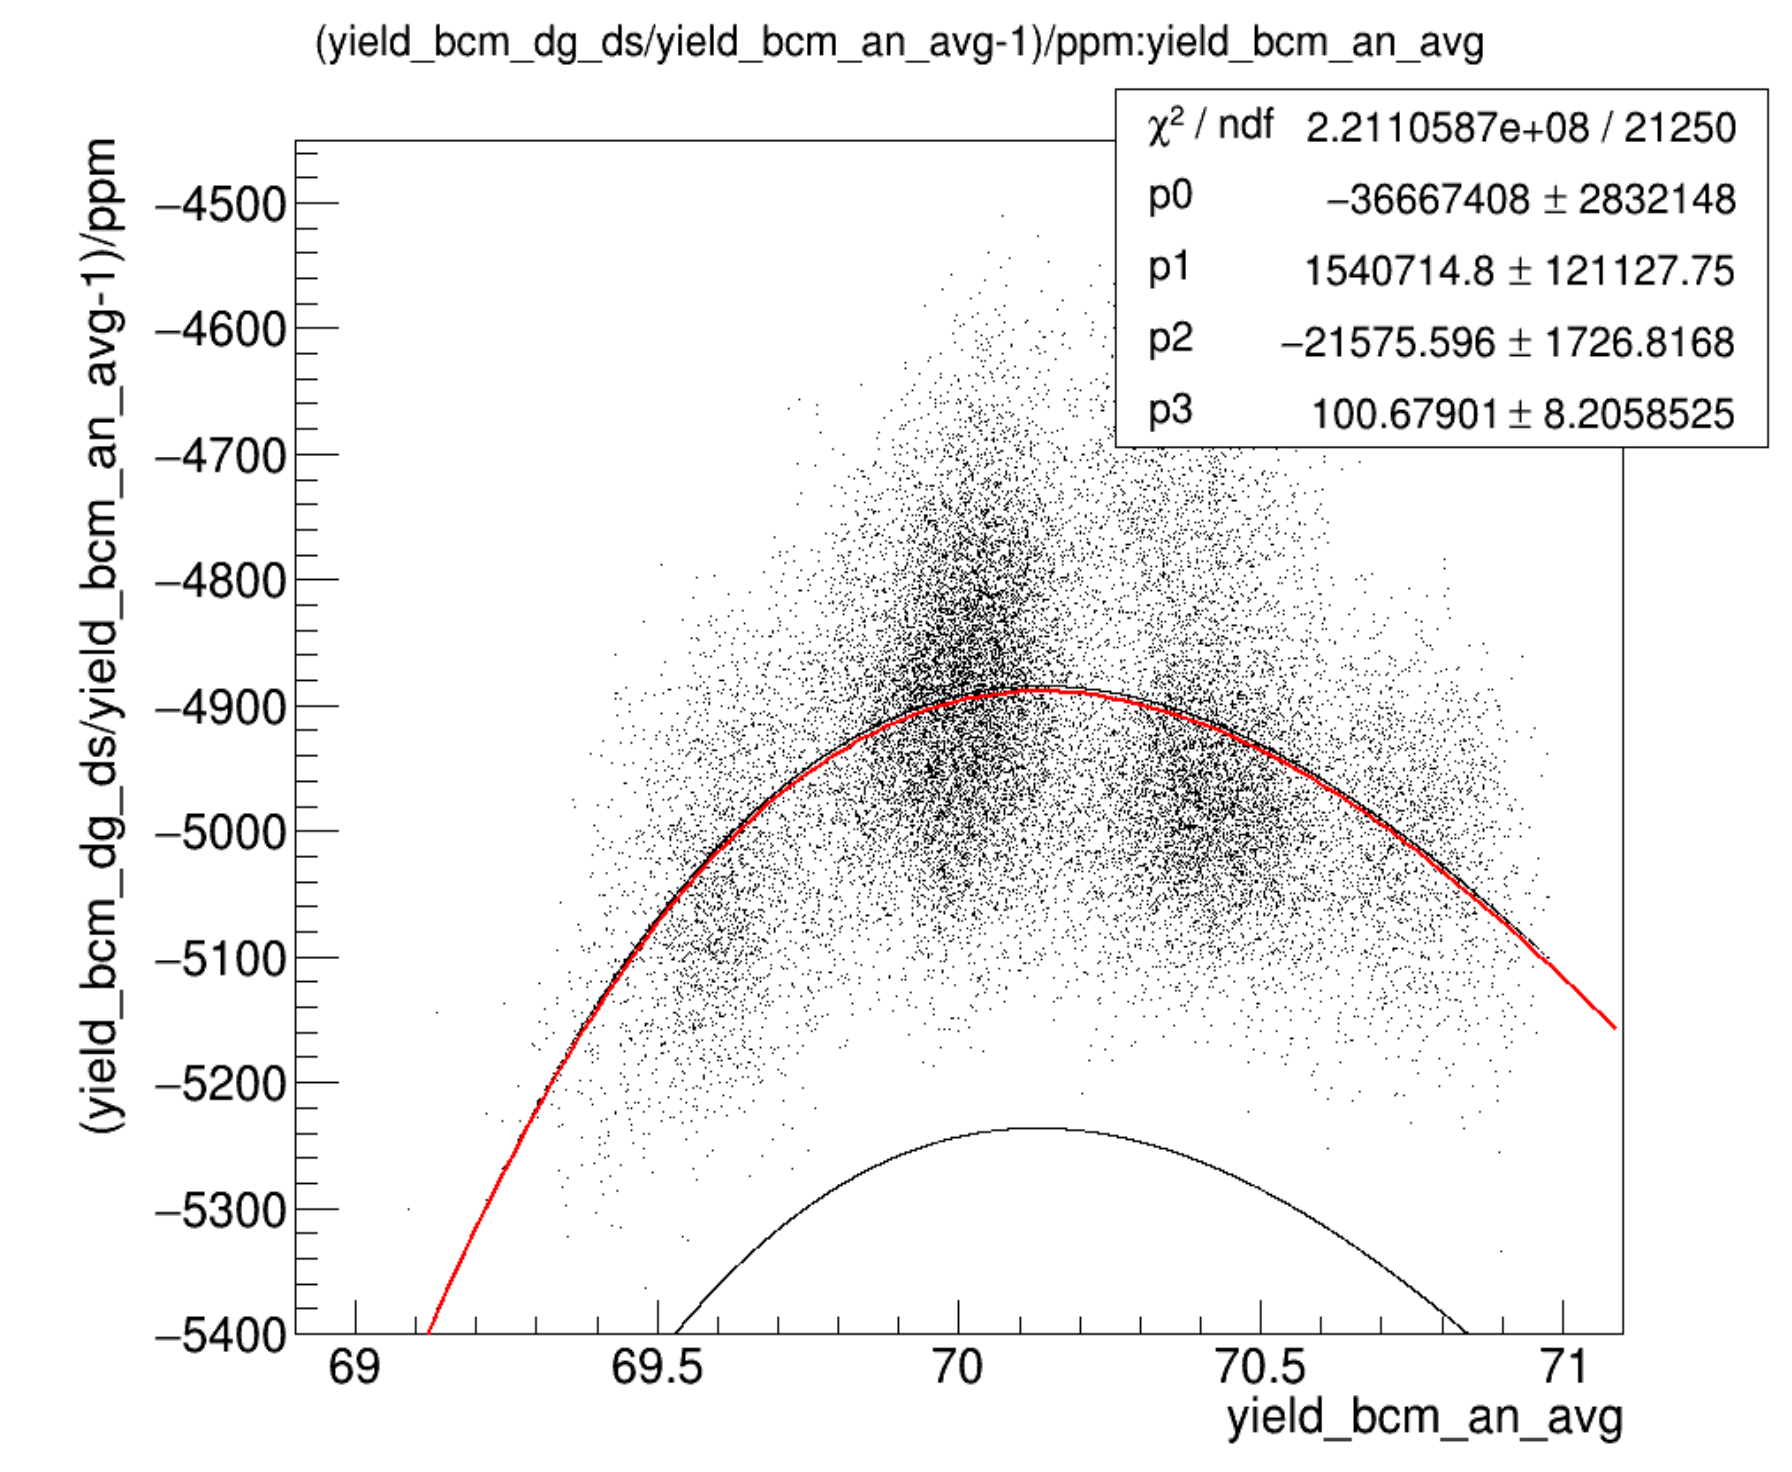 (yield_bcm_dg_ds/yield_bcm_an_avg-1)/ppm:yield_bcm_an_avg
χ² / ndf 2.2110587e+08 / 21250
p0 −36667408 ± 2832148
p1 1540714.8 ± 121127.75
p2 −21575.596 ± 1726.8168
p3 100.67901 ± 8.2058525
(yield_bcm_dg_ds/yield_bcm_an_avg-1)/ppm
−4500
−4600
−4700
−4800
−4900
−5000
−5100
−5200
−5300
−5400
69 69.5 70 70.5 71
yield_bcm_an_avg